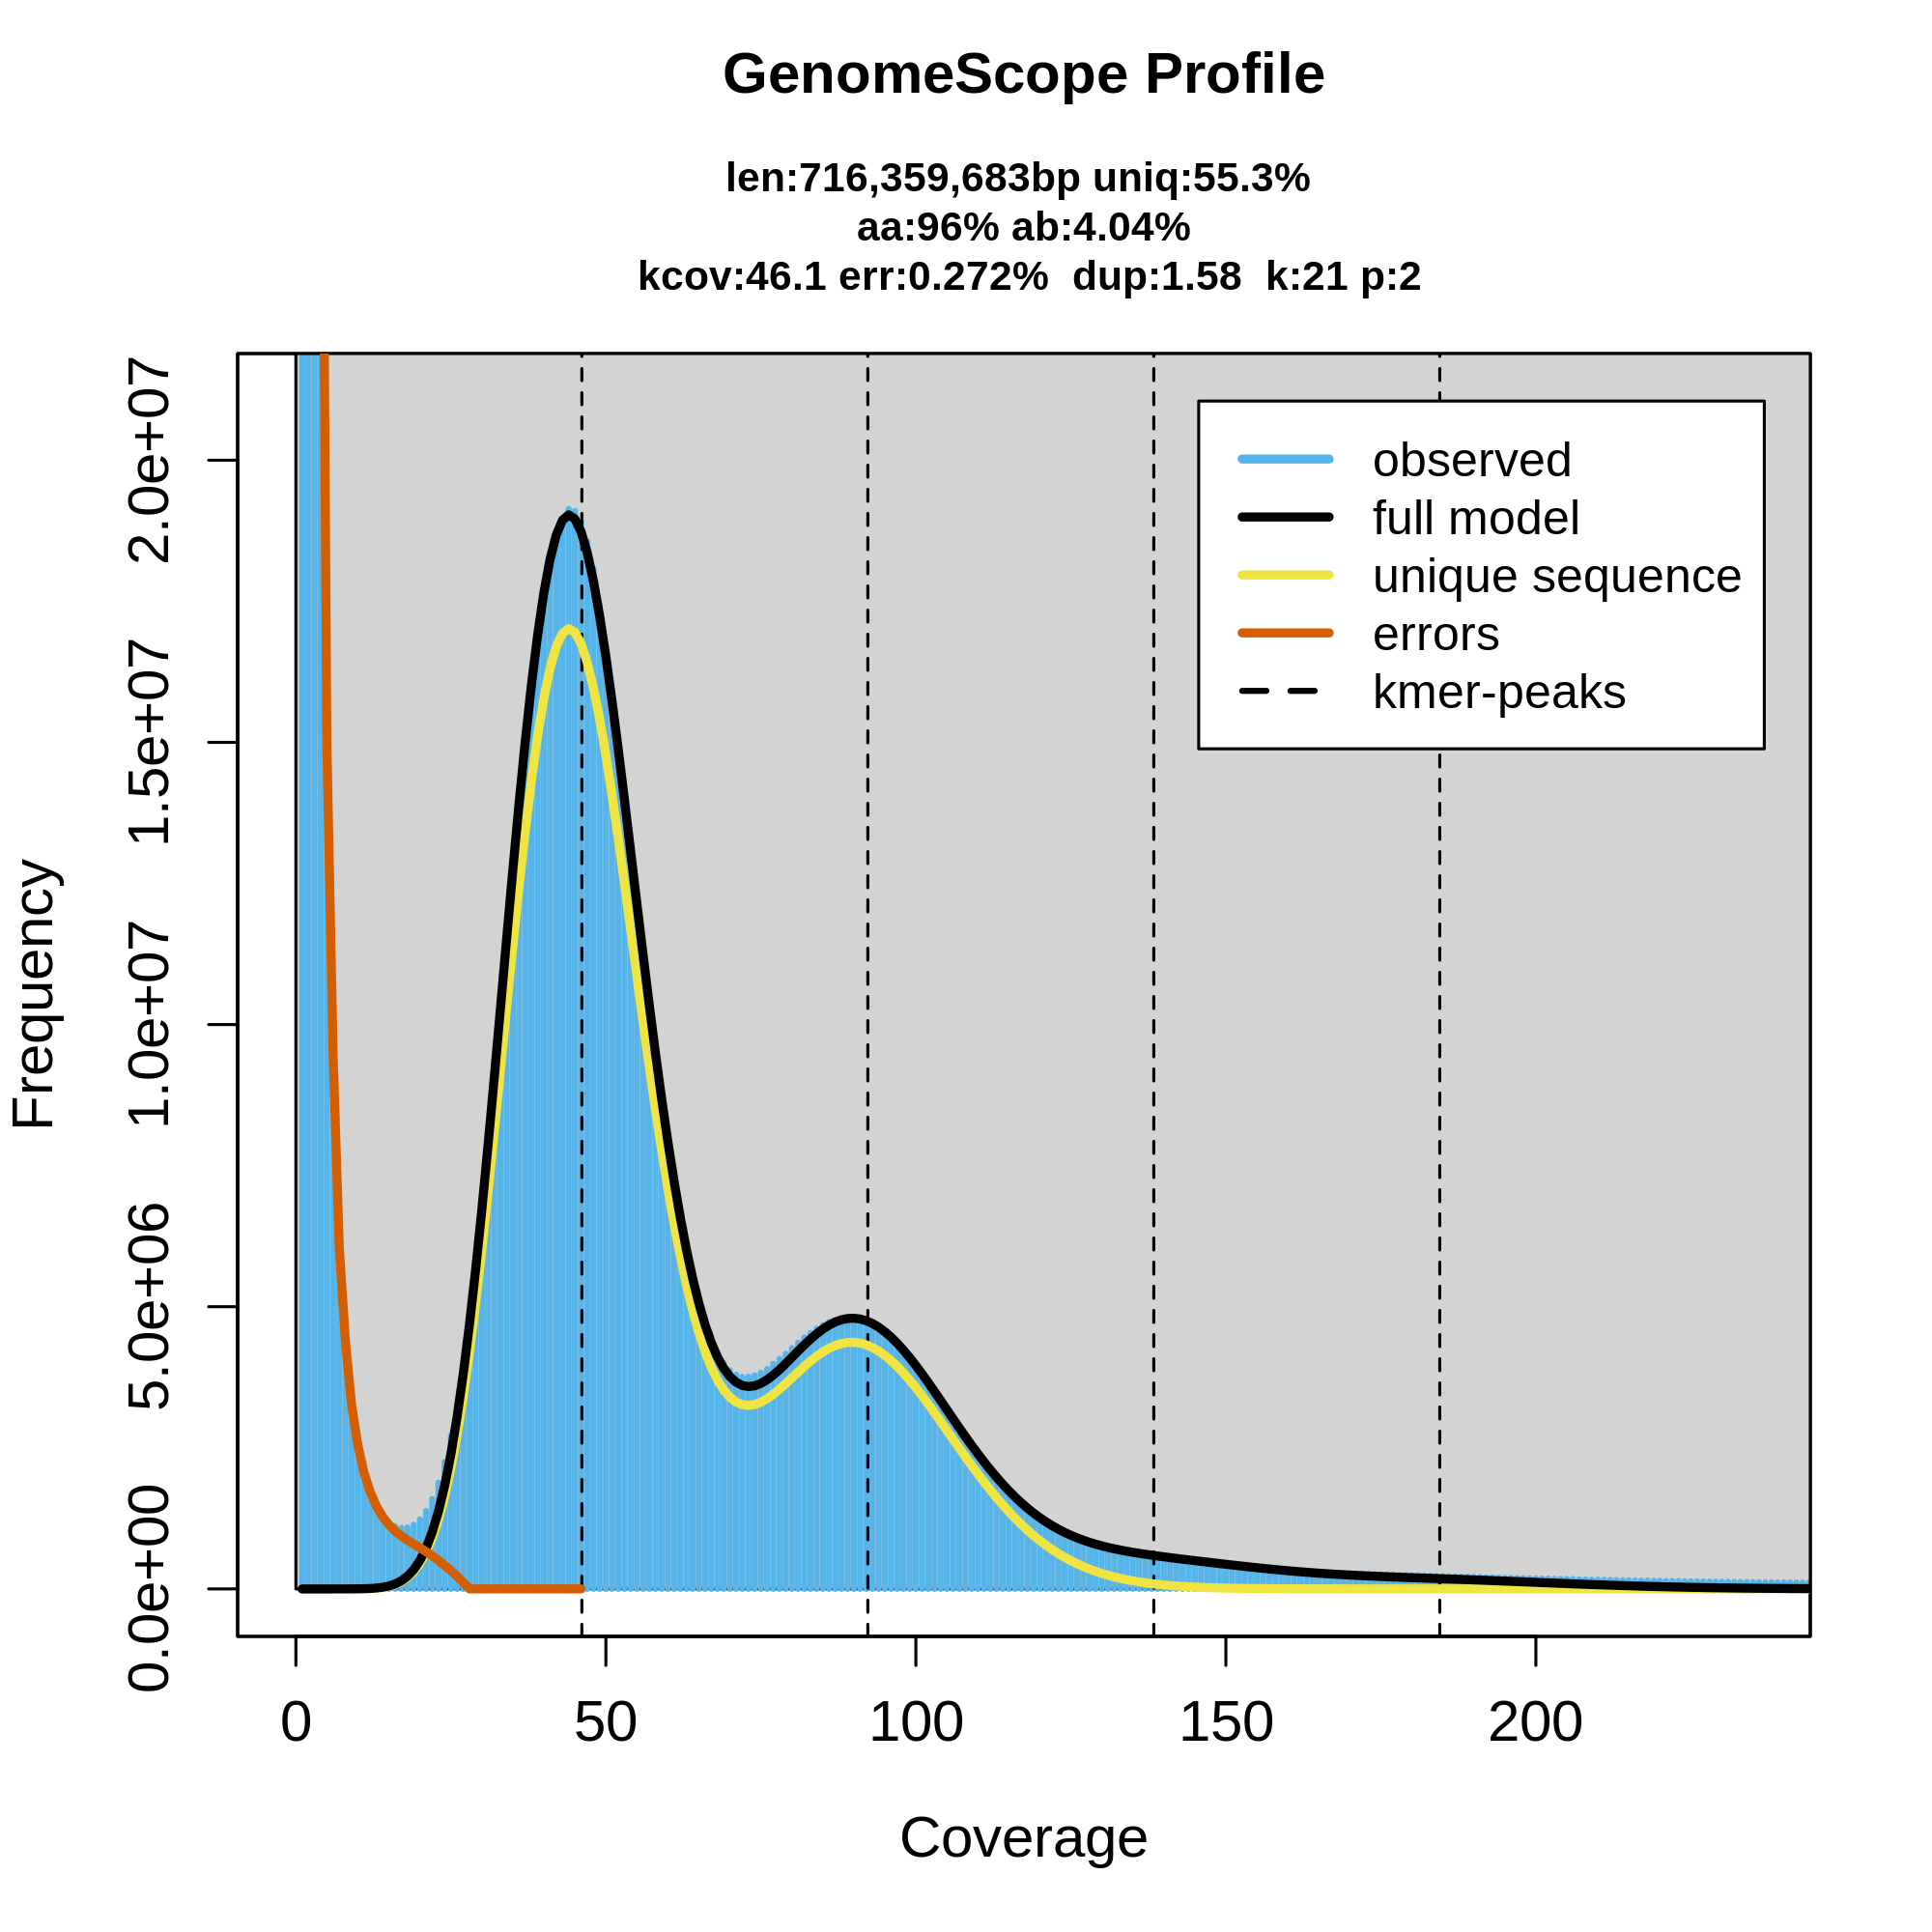 GenomeScope Profile
len:716,359,683bp uniq:55.3%
aa:96% ab:4.04%
kcov:46.1 err:0.272%  dup:1.58  k:21 p:2
observed
full model
unique sequence
errors
kmer-peaks
Frequency
2.0e+07
1.5e+07
1.0e+07
5.0e+06
0.0e+00
0 50 100 150 200
Coverage